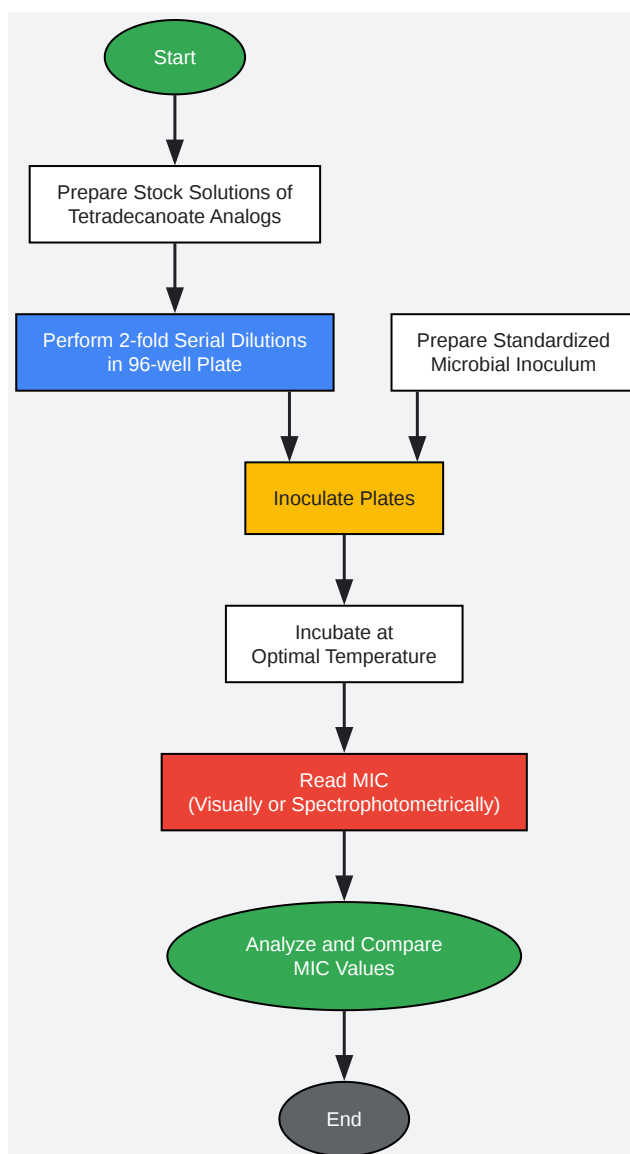 Start
Prepare Stock Solutions of
Tetradecanoate Analogs
Perform 2-fold Serial Dilutions
in 96-well Plate
Prepare Standardized
Microbial Inoculum
Inoculate Plates
Incubate at
Optimal Temperature
Read MIC
(Visually or Spectrophotometrically)
Analyze and Compare
MIC Values
End